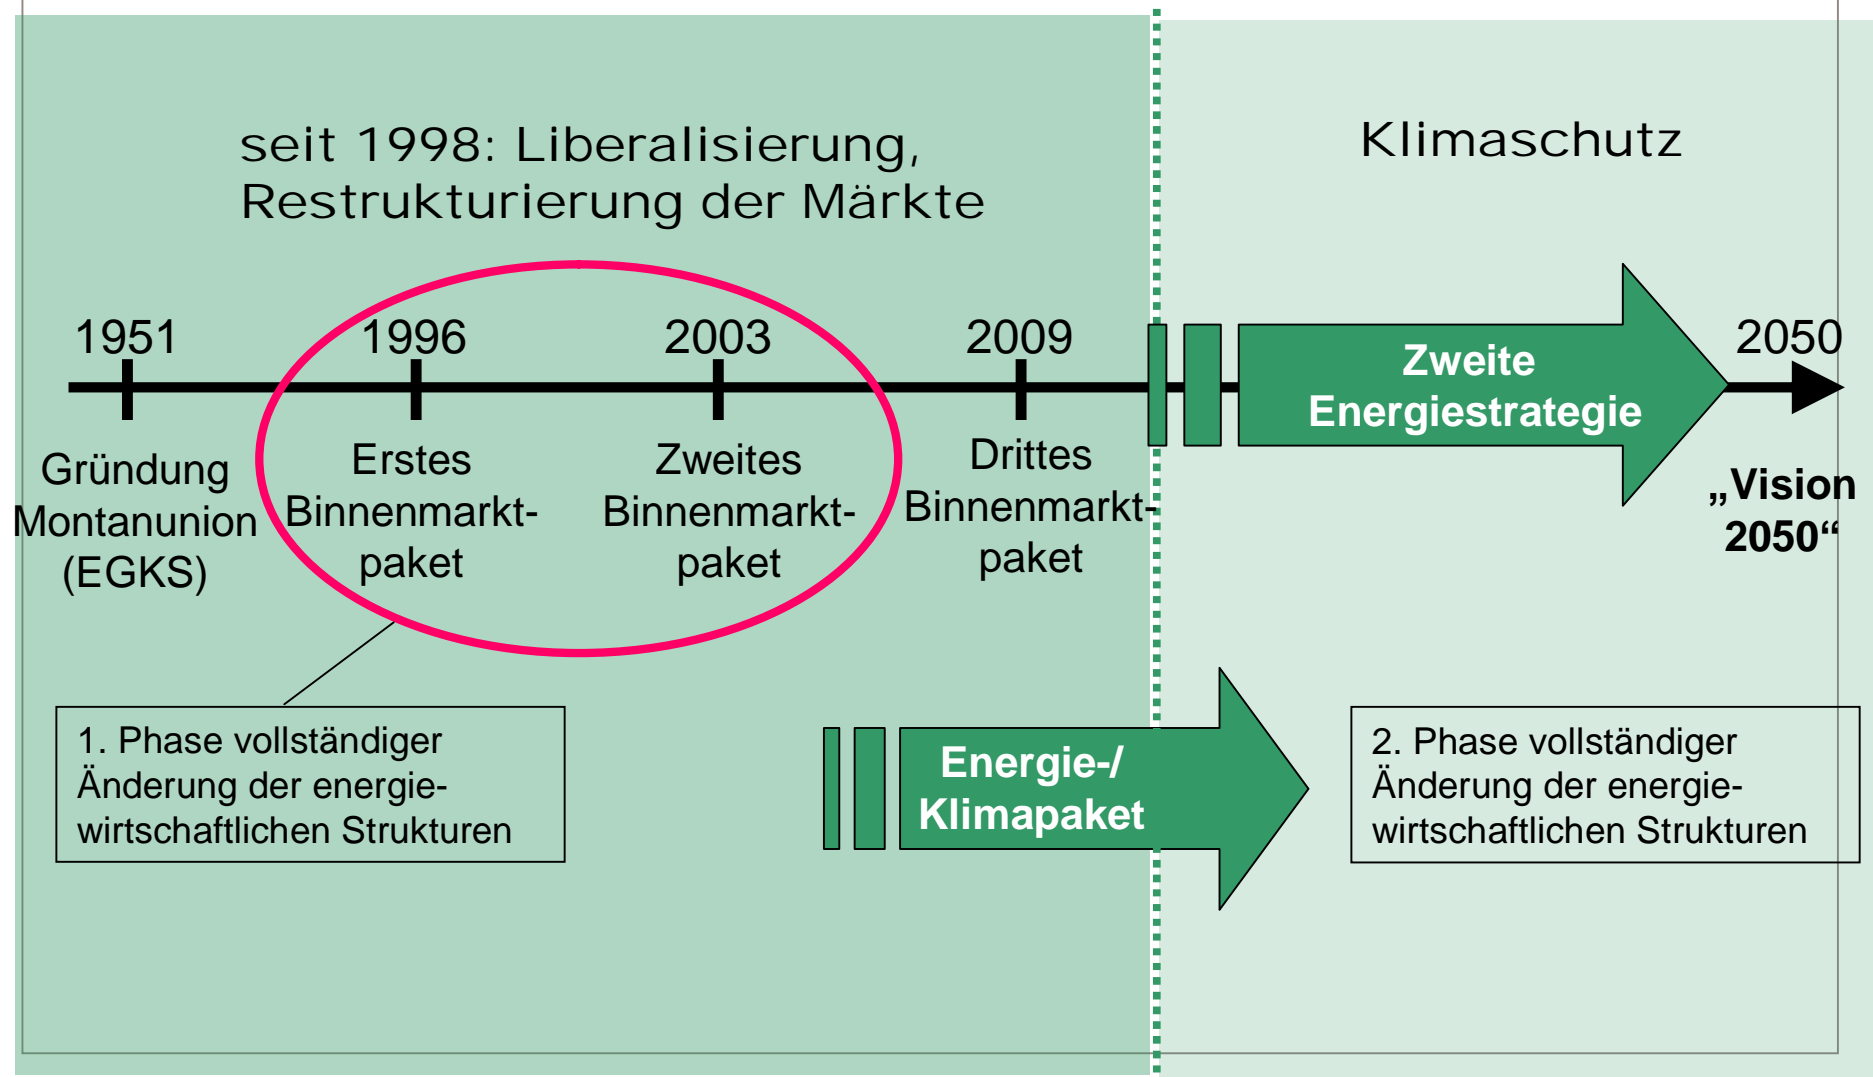 seit 1998: Liberalisierung,
Restrukturierung der Märkte
Klimaschutz
1951
1996
2003
2009
2050
Gründung
Montanunion
(EGKS)
Erstes
Binnenmarkt-
paket
Zweites
Binnenmarkt-
paket
Drittes
Binnenmarkt-
paket
Zweite
Energiestrategie
„Vision
2050“
1. Phase vollständiger
Änderung der energie-
wirtschaftlichen Strukturen
Energie-/
Klimapaket
2. Phase vollständiger
Änderung der energie-
wirtschaftlichen Strukturen